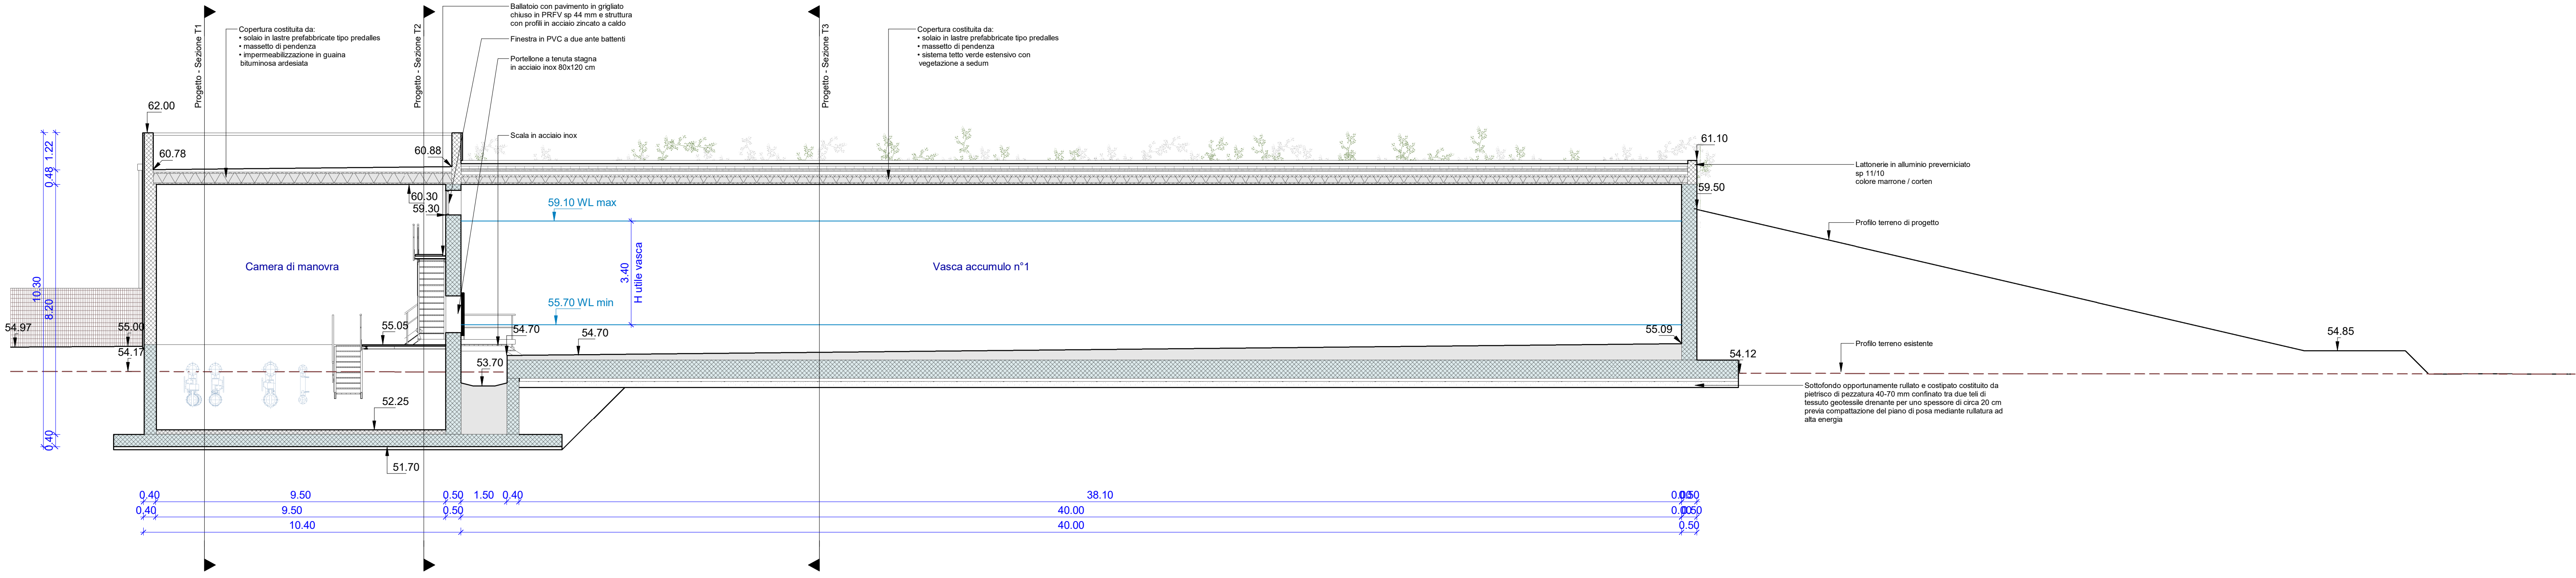 Progetto - Sezione T1
Progetto - Sezione T2
Progetto - Sezione T3
Copertura costituita da:
• solaio in lastre prefabbricate tipo predalles
• massetto di pendenza
• impermeabilizzazione in guaina
bituminosa ardesiata
Ballatoio con pavimento in grigliato
chiuso in PRFV sp 44 mm e struttura
con profili in acciaio zincato a caldo
Finestra in PVC a due ante battenti
Portellone a tenuta stagna
in acciaio inox 80x120 cm
Scala in acciaio inox
Copertura costituita da:
• solaio in lastre prefabbricate tipo predalles
• massetto di pendenza
• sistema tetto verde estensivo con
vegetazione a sedum
62.00
60.78
60.88
60.30
59.30
61.10
59.50
Lattonerie in alluminio preverniciato
sp 11/10
colore marrone / corten
Profilo terreno di progetto
Profilo terreno esistente
1.22
0.48
10.30
8.20
0.40
59.10 WL max
3.40
H utile vasca
55.70 WL min
Camera di manovra
Vasca accumulo n°1
54.97
55.00
54.17
55.05
54.70
54.70
53.70
52.25
51.70
55.09
54.12
54.85
Sottofondo opportunamente rullato e costipato costituito da
pietrisco di pezzatura 40-70 mm confinato tra due teli di
tessuto geotessile drenante per uno spessore di circa 20 cm
previa compattazione del piano di posa mediante rullatura ad
alta energia
0.40 9.50 0.50 1.50 0.40 38.10 0.00 0.50
0.40 9.50 0.50 40.00 0.00 0.50
10.40 40.00 0.50